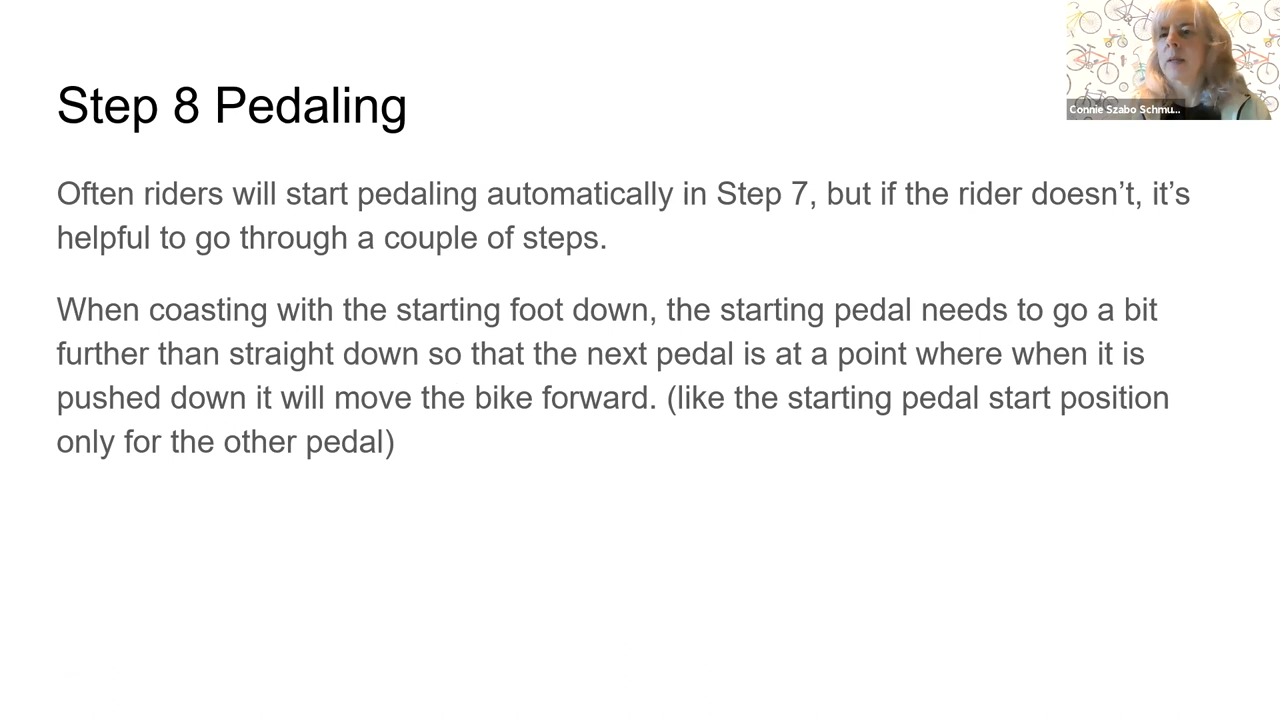 Connie Szabo Schmu...
Step 8 Pedaling
Often riders will start pedaling automatically in Step 7, but if the rider doesn’t, it’s
helpful to go through a couple of steps.
When coasting with the starting foot down, the starting pedal needs to go a bit
further than straight down so that the next pedal is at a point where when it is
pushed down it will move the bike forward. (like the starting pedal start position
only for the other pedal)